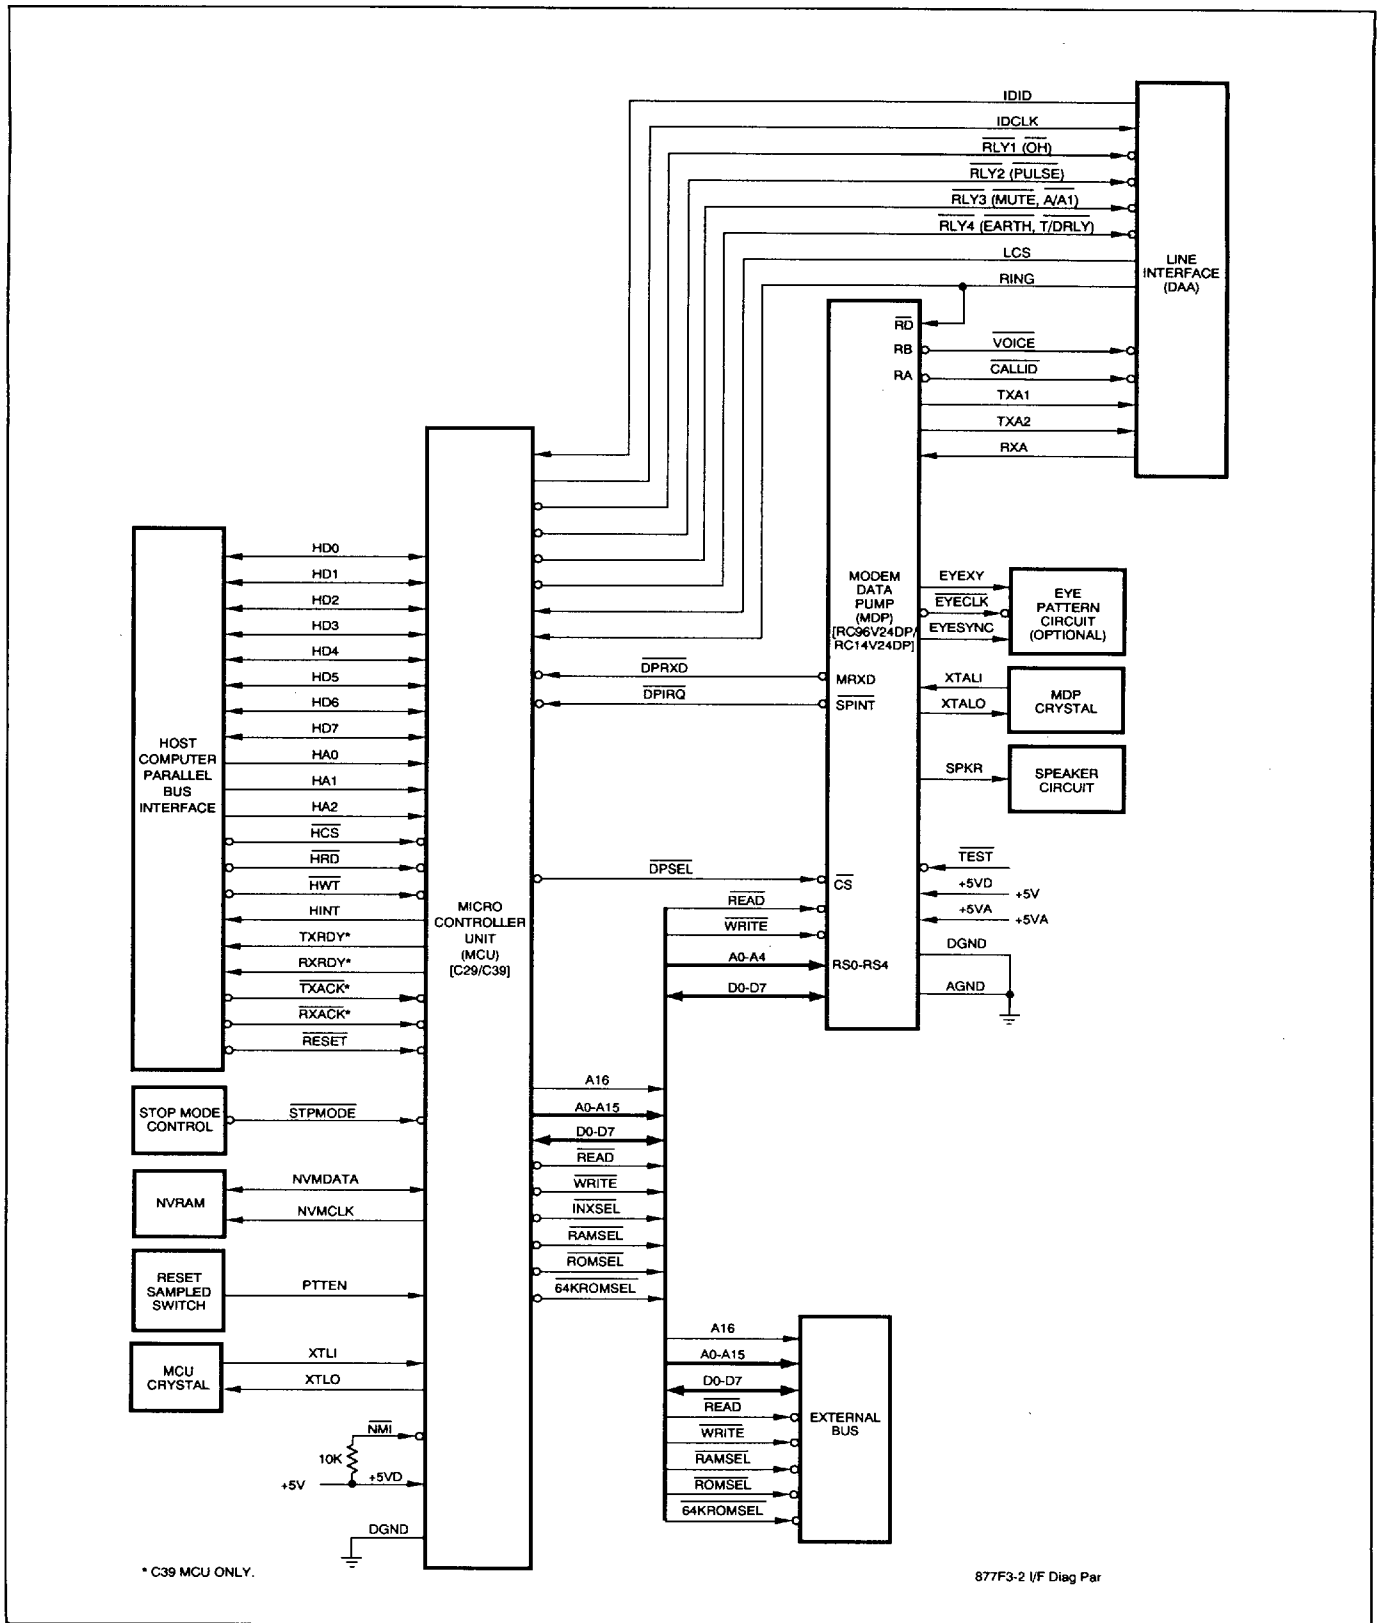 IDID
IDCLK
RLY1 (OH)
RLY2 (PULSE)
RLY3 (MUTE, A/A1)
RLY4 (EARTH, T/DRLY)
LCS
RING
LINE
INTERFACE
(DAA)
RD
RB
VOICE
RA
CALLID
TXA1
TXA2
RXA
MODEM
DATA
PUMP
(MDP)
[RC96V24DP/
RC14V24DP]
EYEXY
EYECLK
EYESYNC
EYE
PATTERN
CIRCUIT
(OPTIONAL)
DPRXD
MRXD
DPIRQ
SPINT
XTALI
XTALO
MDP
CRYSTAL
SPKR
SPEAKER
CIRCUIT
HOST
COMPUTER
PARALLEL
BUS
INTERFACE
HD0
HD1
HD2
HD3
HD4
HD5
HD6
HD7
HA0
HA1
HA2
HCS
HRD
HWT
HINT
TXRDY*
RXRDY*
TXACK*
RXACK*
RESET
MICRO
CONTROLLER
UNIT
(MCU)
[C29/C39]
DPSEL
CS
READ
WRITE
A0-A4
RS0-RS4
D0-D7
TEST
+5VD
+5V
+5VA
+5VA
DGND
AGND
STOP MODE
CONTROL
STPMODE
NVRAM
NVMDATA
NVMCLK
RESET
SAMPLED
SWITCH
PTTEN
MCU
CRYSTAL
XTLI
XTLO
NMI
10K
+5V
+5VD
DGND
A16
A0-A15
D0-D7
READ
WRITE
INXSEL
RAMSEL
ROMSEL
64KROMSEL
A16
A0-A15
D0-D7
READ
WRITE
RAMSEL
ROMSEL
64KROMSEL
EXTERNAL
BUS
* C39 MCU ONLY.
877F3-2 I/F Diag Par